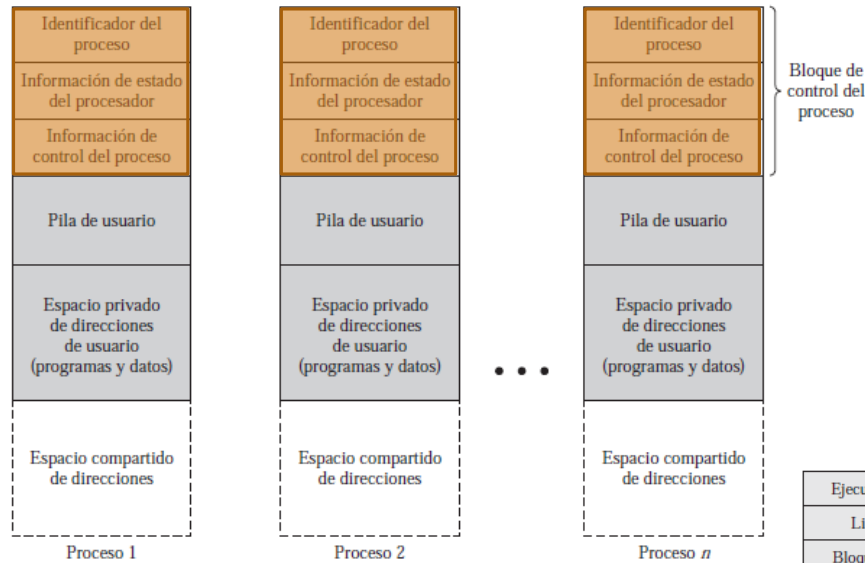 Identificador del
proceso
Información de estado
del procesador
Información de
control del proceso
Pila de usuario
Espacio privado
de direcciones
de usuario
(programas y datos)
Espacio compartido
de direcciones
Proceso 1
Identificador del
proceso
Información de estado
del procesador
Información de
control del proceso
Pila de usuario
Espacio privado
de direcciones
de usuario
(programas y datos)
Espacio compartido
de direcciones
Proceso 2
• • •
Identificador del
proceso
Información de estado
del procesador
Información de
control del proceso
Pila de usuario
Espacio privado
de direcciones
de usuario
(programas y datos)
Espacio compartido
de direcciones
Proceso n
Bloque de
control del
proceso